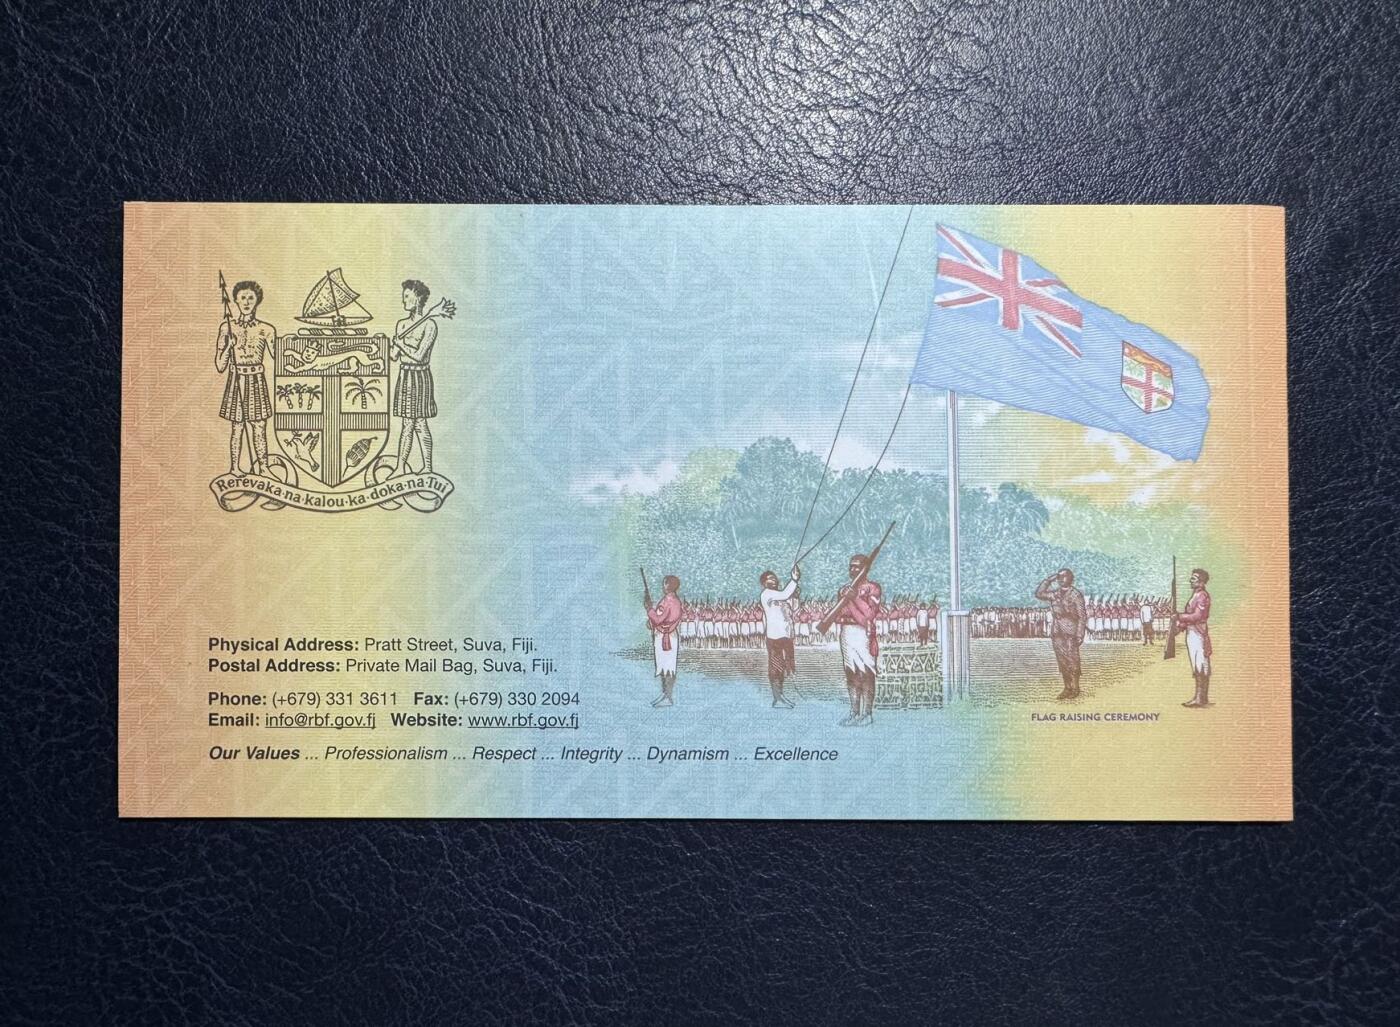 Rerevaka·na·kalou·ka·doka·na·Tui
Physical Address: Pratt Street, Suva, Fiji.
Postal Address: Private Mail Bag, Suva, Fiji.
Phone: (+679) 331 3611 Fax: (+679) 330 2094
Email: info@rbf.gov.fj Website: www.rbf.gov.fj
Our Values ... Professionalism ... Respect ... Integrity ... Dynamism ... Excellence
FLAG RAISING CEREMONY